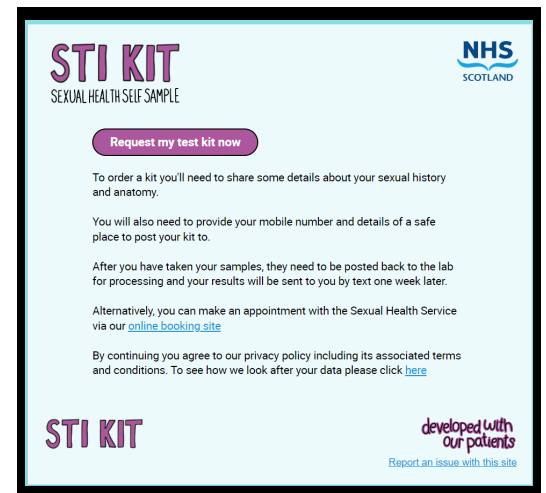 STI KIT
SEXUAL HEALTH SELF SAMPLE
NHS
SCOTLAND
Request my test kit now
To order a kit you'll need to share some details about your sexual history
and anatomy.
You will also need to provide your mobile number and details of a safe
place to post your kit to.
After you have taken your samples, they need to be posted back to the lab
for processing and your results will be sent to you by text one week later.
Alternatively, you can make an appointment with the Sexual Health Service
via our online booking site
By continuing you agree to our privacy policy including its associated terms
and conditions. To see how we look after your data please click here
STI KIT
developed with
our patients
Report an issue with this site